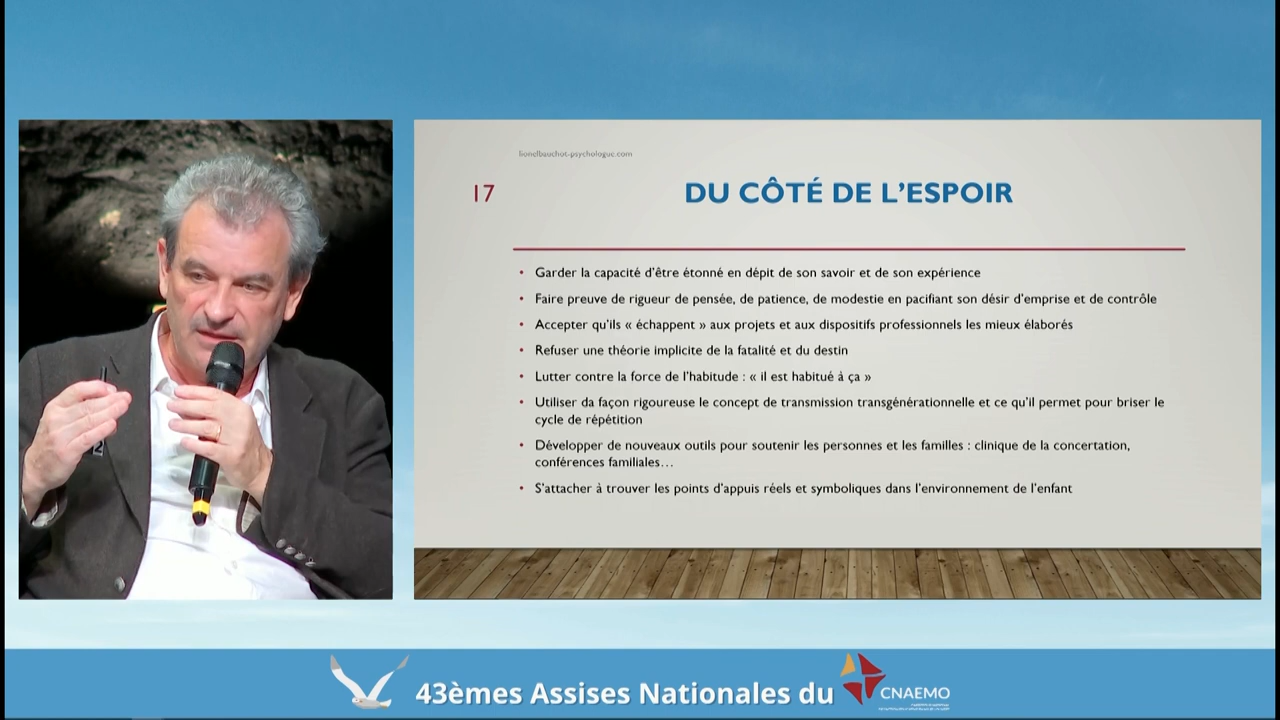 lionelbauchot-psychologue.com
17
DU CÔTÉ DE L'ESPOIR
• Garder la capacité d'être étonné en dépit de son savoir et de son expérience
• Faire preuve de rigueur de pensée, de patience, de modestie en pacifiant son désir d'emprise et de contrôle
• Accepter qu'ils « échappent » aux projets et aux dispositifs professionnels les mieux élaborés
• Refuser une théorie implicite de la fatalité et du destin
• Lutter contre la force de l'habitude : « il est habitué à ça »
• Utiliser da façon rigoureuse le concept de transmission transgénérationnelle et ce qu'il permet pour briser le
cycle de répétition
• Développer de nouveaux outils pour soutenir les personnes et les familles : clinique de la concertation,
conférences familiales…
• S'attacher à trouver les points d'appuis réels et symboliques dans l'environnement de l'enfant
2
43èmes Assises Nationales du
CNAEMO